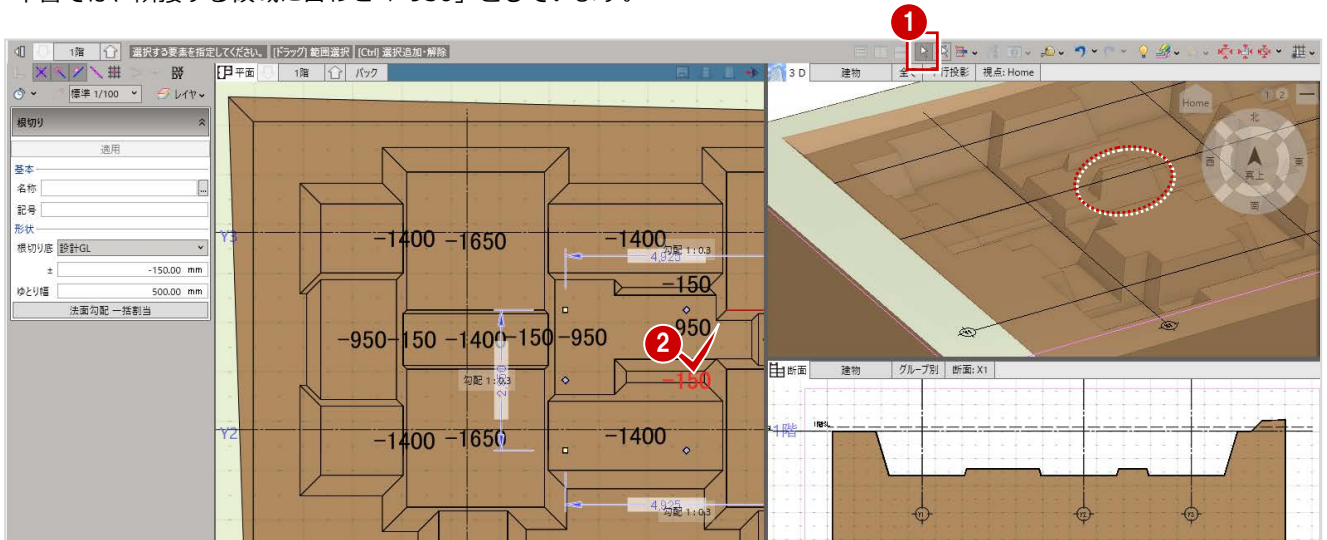 1
1階 選択する要素を指定してください。 [ドラッグ] 範囲選択 [Ctrl] 選択追加・解除
標準 1/100 レイヤ
平面 1階 バック
3D 建物 視点: Home
根切り
適用
基本
名称
記号
形状
根切り底 設計GL
± -150.00 mm
ゆとり幅 500.00 mm
法面勾配 一括割当
Y3
-1400 -1650 -1400
4,925
勾配 1:0.3
-150
-950 -150 -1400 -150 -950 950
2
勾配 1:0.3
-150
Y2
-1400 -1650 -1400
4,925
勾配 1:0.3
Home
1 2
北
西 東
真上
南
断面 建物 グループ別 断面: X1
1階
Y1 Y2 Y3